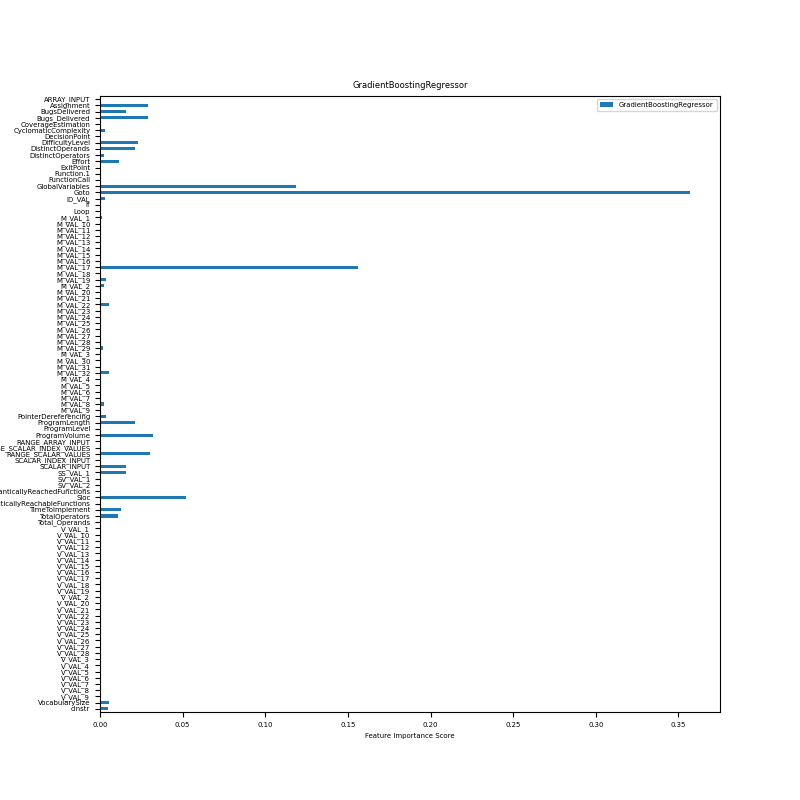 GradientBoostingRegressor
GradientBoostingRegressor
ARRAY_INPUT
Assignment
BugsDelivered
Bugs_Delivered
CoverageEstimation
CyclomaticComplexity
DecisionPoint
DifficultyLevel
DistinctOperands
DistinctOperators
Effort
ExitPoint
Function.1
FunctionCall
GlobalVariables
Goto
ID_VAL
If
Loop
M_VAL_1
M_VAL_10
M_VAL_11
M_VAL_12
M_VAL_13
M_VAL_14
M_VAL_15
M_VAL_16
M_VAL_17
M_VAL_18
M_VAL_19
M_VAL_2
M_VAL_20
M_VAL_21
M_VAL_22
M_VAL_23
M_VAL_24
M_VAL_25
M_VAL_26
M_VAL_27
M_VAL_28
M_VAL_29
M_VAL_3
M_VAL_30
M_VAL_31
M_VAL_32
M_VAL_4
M_VAL_5
M_VAL_6
M_VAL_7
M_VAL_8
M_VAL_9
PointerDereferencing
ProgramLength
ProgramLevel
ProgramVolume
RANGE_ARRAY_INPUT
E_SCALAR_INDEX_VALUES
RANGE_SCALAR_VALUES
SCALAR_INDEX_INPUT
SCALAR_INPUT
SS_VAL_1
SV_VAL_1
SV_VAL_2
anticallyReachedFunctions
Sloc
ticallyReachableFunctions
TimeToImplement
TotalOperators
Total_Operands
V_VAL_1
V_VAL_10
V_VAL_11
V_VAL_12
V_VAL_13
V_VAL_14
V_VAL_15
V_VAL_16
V_VAL_17
V_VAL_18
V_VAL_19
V_VAL_2
V_VAL_20
V_VAL_21
V_VAL_22
V_VAL_23
V_VAL_24
V_VAL_25
V_VAL_26
V_VAL_27
V_VAL_28
V_VAL_3
V_VAL_4
V_VAL_5
V_VAL_6
V_VAL_7
V_VAL_8
V_VAL_9
VocabularySize
cinstr
0.00 0.05 0.10 0.15 0.20 0.25 0.30 0.35
Feature Importance Score